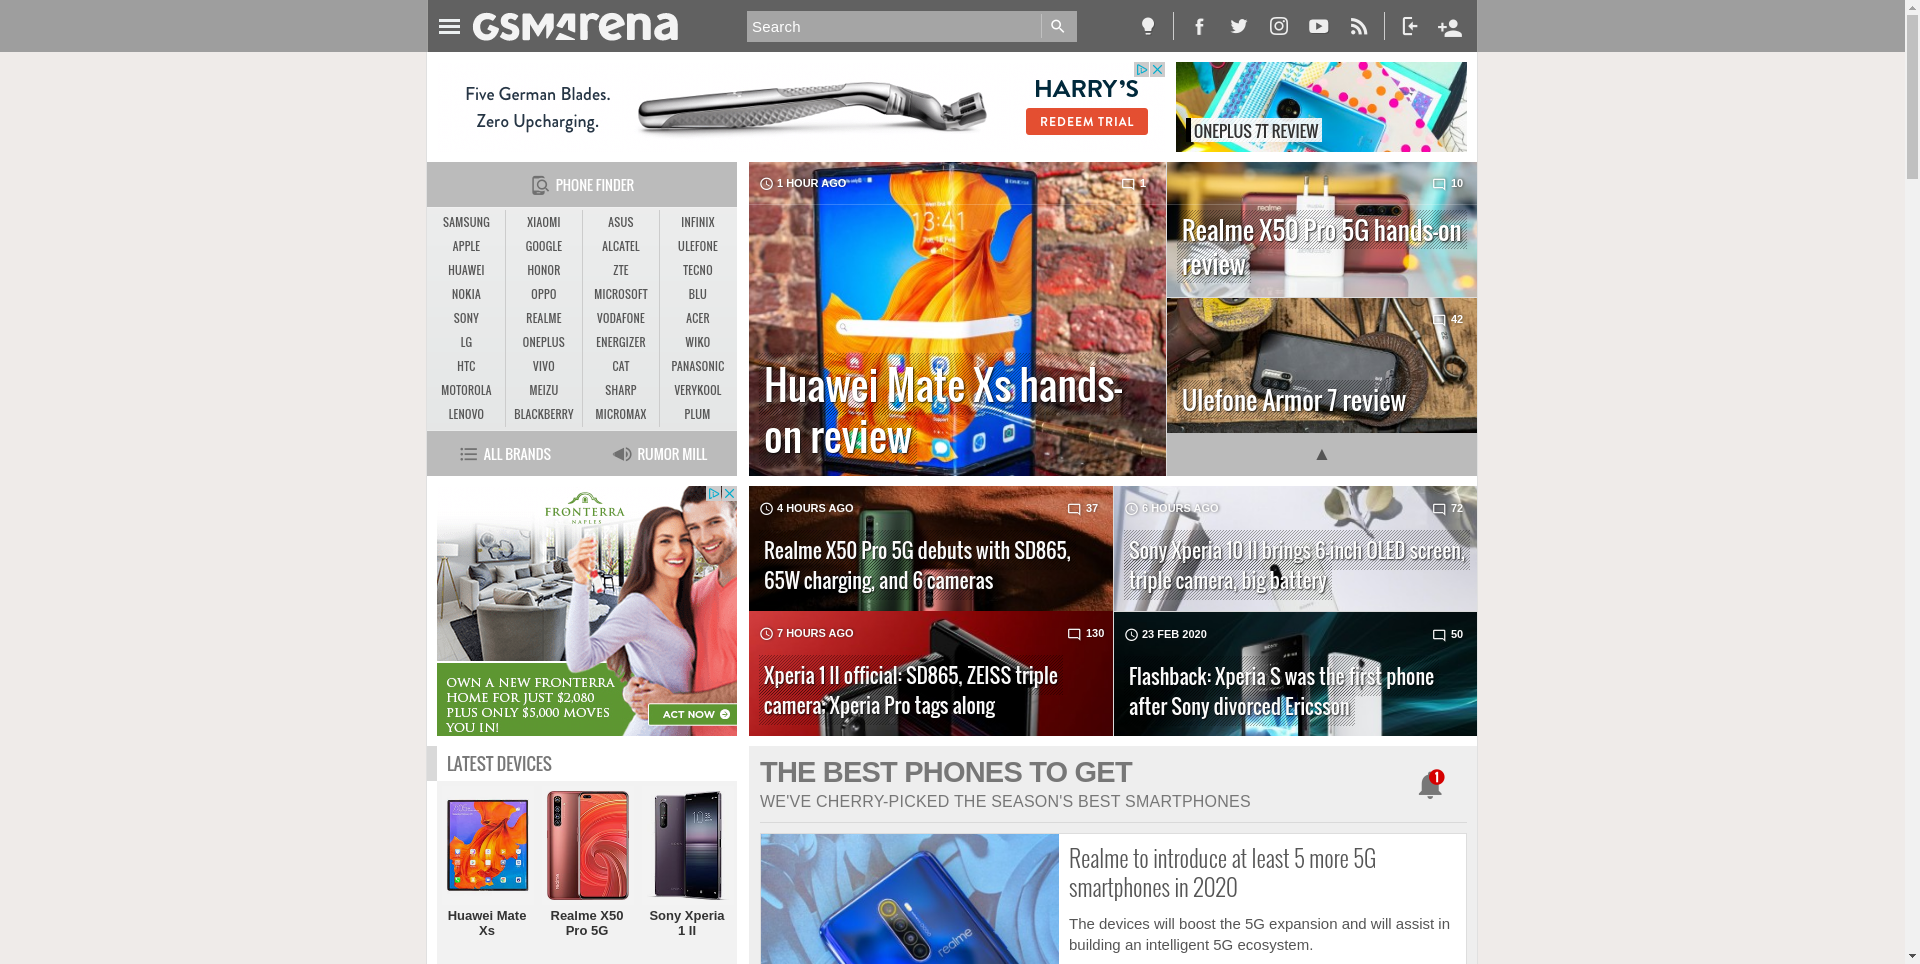 GSMArena
Search
Five German Blades.
Zero Upcharging.
HARRY'S
REDEEM TRIAL
ONEPLUS 7T REVIEW
PHONE FINDER
SAMSUNG XIAOMI ASUS INFINIX
APPLE GOOGLE ALCATEL ULEFONE
HUAWEI HONOR ZTE TECNO
NOKIA OPPO MICROSOFT BLU
SONY REALME VODAFONE ACER
LG ONEPLUS ENERGIZER WIKO
HTC VIVO CAT PANASONIC
MOTOROLA MEIZU SHARP VERYKOOL
LENOVO BLACKBERRY MICROMAX PLUM
ALL BRANDS RUMOR MILL
1 HOUR AGO 1
13:41
Huawei Mate Xs hands-
on review
10
Realme X50 Pro 5G hands-on
review
42
Ulefone Armor 7 review
▲
FRONTERRA
NAPLES
OWN A NEW FRONTERRA
HOME FOR JUST $2,080
PLUS ONLY $5,000 MOVES
YOU IN!
ACT NOW
4 HOURS AGO 37
Realme X50 Pro 5G debuts with SD865,
65W charging, and 6 cameras
6 HOURS AGO 72
Sony Xperia 10 II brings 6-inch OLED screen,
triple camera, big battery
7 HOURS AGO 130
Xperia 1 II official: SD865, ZEISS triple
camera, Xperia Pro tags along
23 FEB 2020 50
Flashback: Xperia S was the first phone
after Sony divorced Ericsson
LATEST DEVICES
Huawei Mate
Xs
Realme X50
Pro 5G
Sony Xperia
1 II
THE BEST PHONES TO GET
WE'VE CHERRY-PICKED THE SEASON'S BEST SMARTPHONES
1
realme
Realme to introduce at least 5 more 5G
smartphones in 2020
The devices will boost the 5G expansion and will assist in
building an intelligent 5G ecosystem.